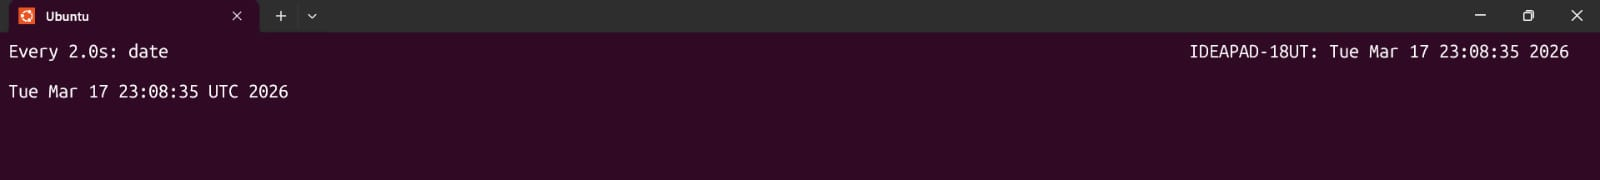 Ubuntu
Every 2.0s: date IDEAPAD-18UT: Tue Mar 17 23:08:35 2026
Tue Mar 17 23:08:35 UTC 2026